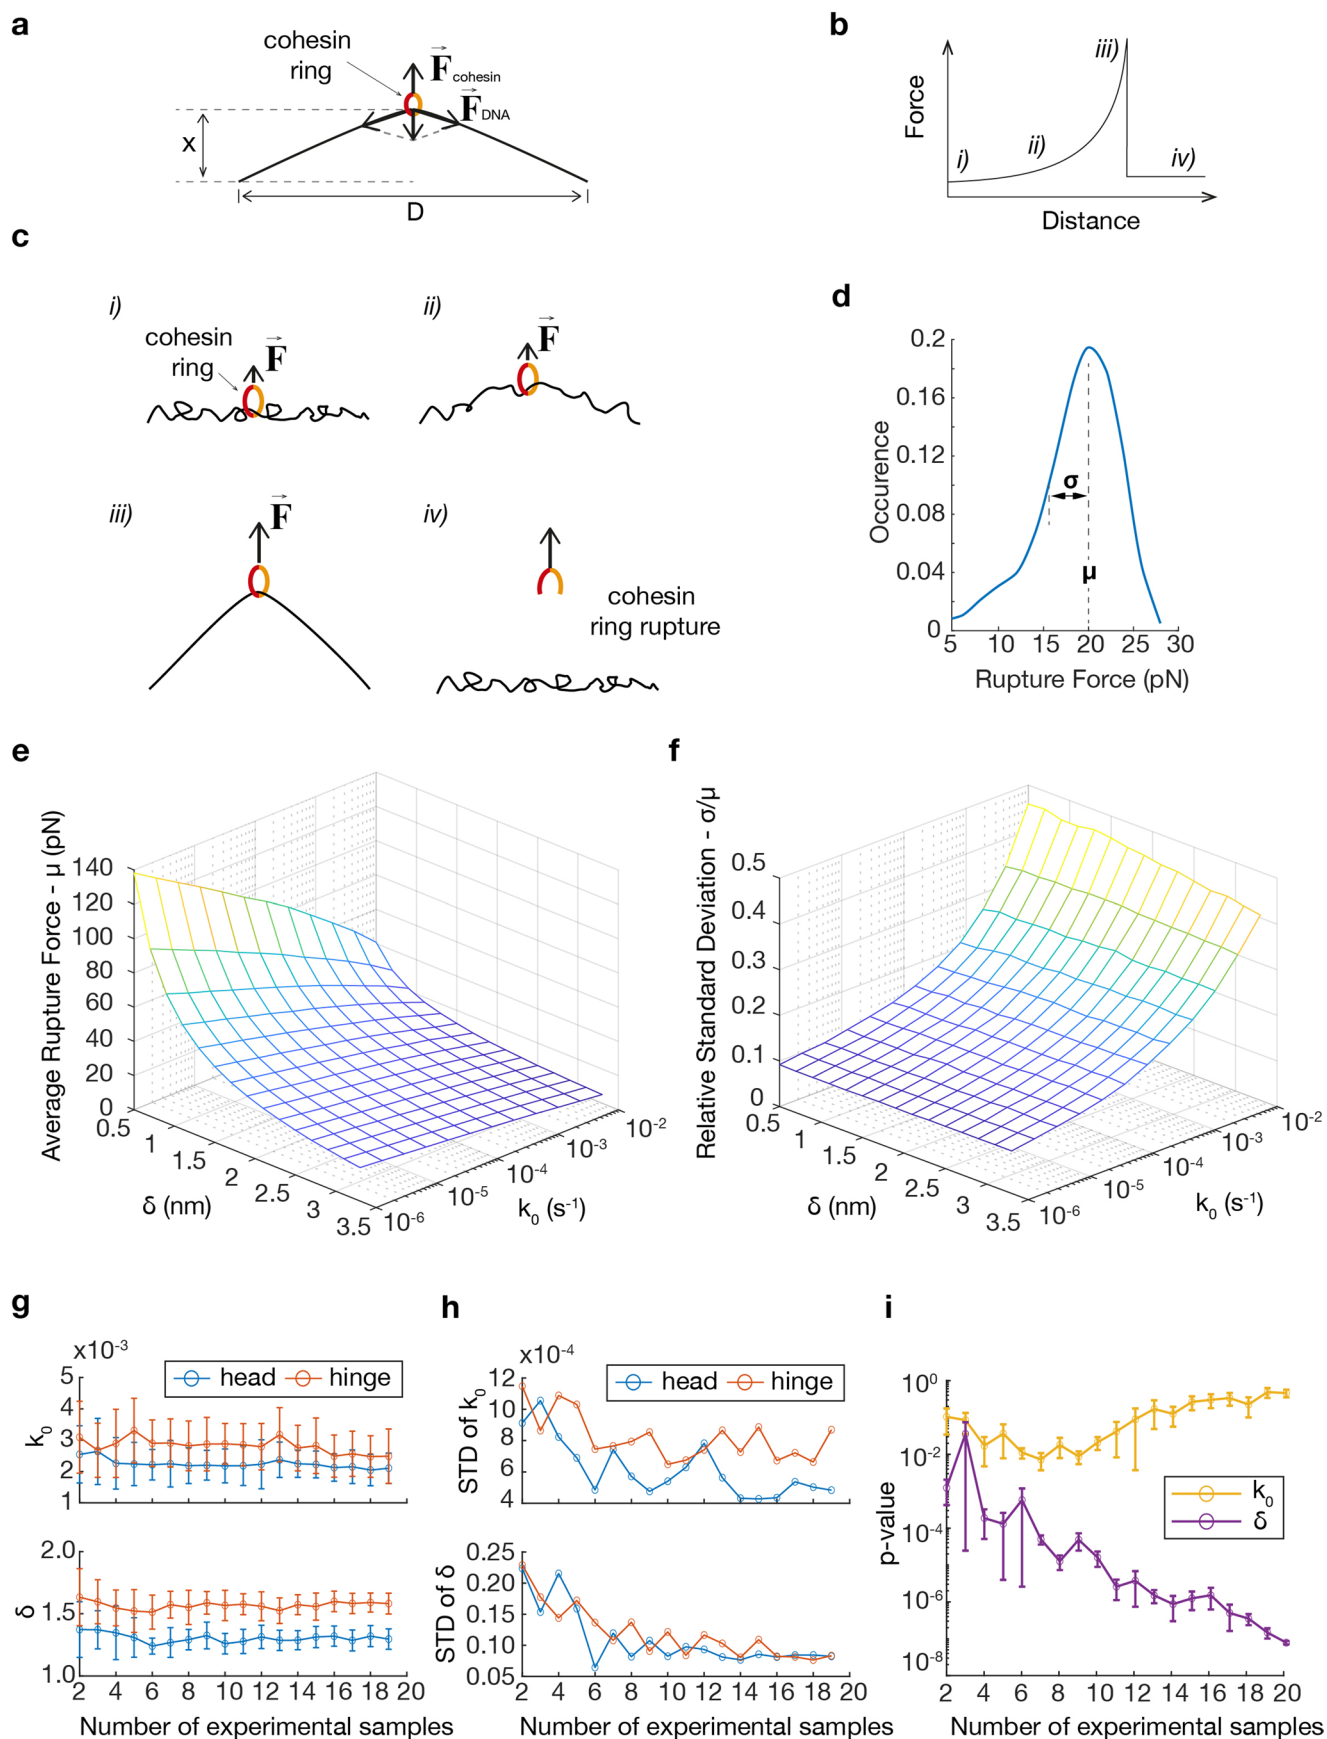 a
cohesin
ring
F cohesin
F DNA
x
D
b
Force
i)
ii)
iii)
iv)
Distance
c
i)
cohesin
ring
F
ii)
F
iii)
F
iv)
cohesin
ring rupture
d
Occurence
0.2
0.16
0.12
0.08
0.04
0
σ
μ
5 10 15 20 25 30
Rupture Force (pN)
e
Average Rupture Force - μ (pN)
140
120
100
80
60
40
20
0
0.5 1 1.5 2 2.5 3 3.5
δ (nm)
10⁻⁶ 10⁻⁵ 10⁻⁴ 10⁻³ 10⁻²
k₀ (s⁻¹)
f
Relative Standard Deviation - σ/μ
0.5
0.4
0.3
0.2
0.1
0
0.5 1 1.5 2 2.5 3 3.5
δ (nm)
10⁻⁶ 10⁻⁵ 10⁻⁴ 10⁻³ 10⁻²
k₀ (s⁻¹)
g
x10⁻³
head hinge
k₀
5
4
3
2
1
δ
2.0
1.5
1.0
2 4 6 8 10 12 14 16 18 20
Number of experimental samples
h
x10⁻⁴
head hinge
STD of k₀
12
10
8
6
4
STD of δ
0.25
0.20
0.15
0.10
0.05
2 4 6 8 10 12 14 16 18 20
Number of experimental samples
i
p-value
10⁰
10⁻²
10⁻⁴
10⁻⁶
10⁻⁸
k₀
δ
2 4 6 8 10 12 14 16 18 20
Number of experimental samples